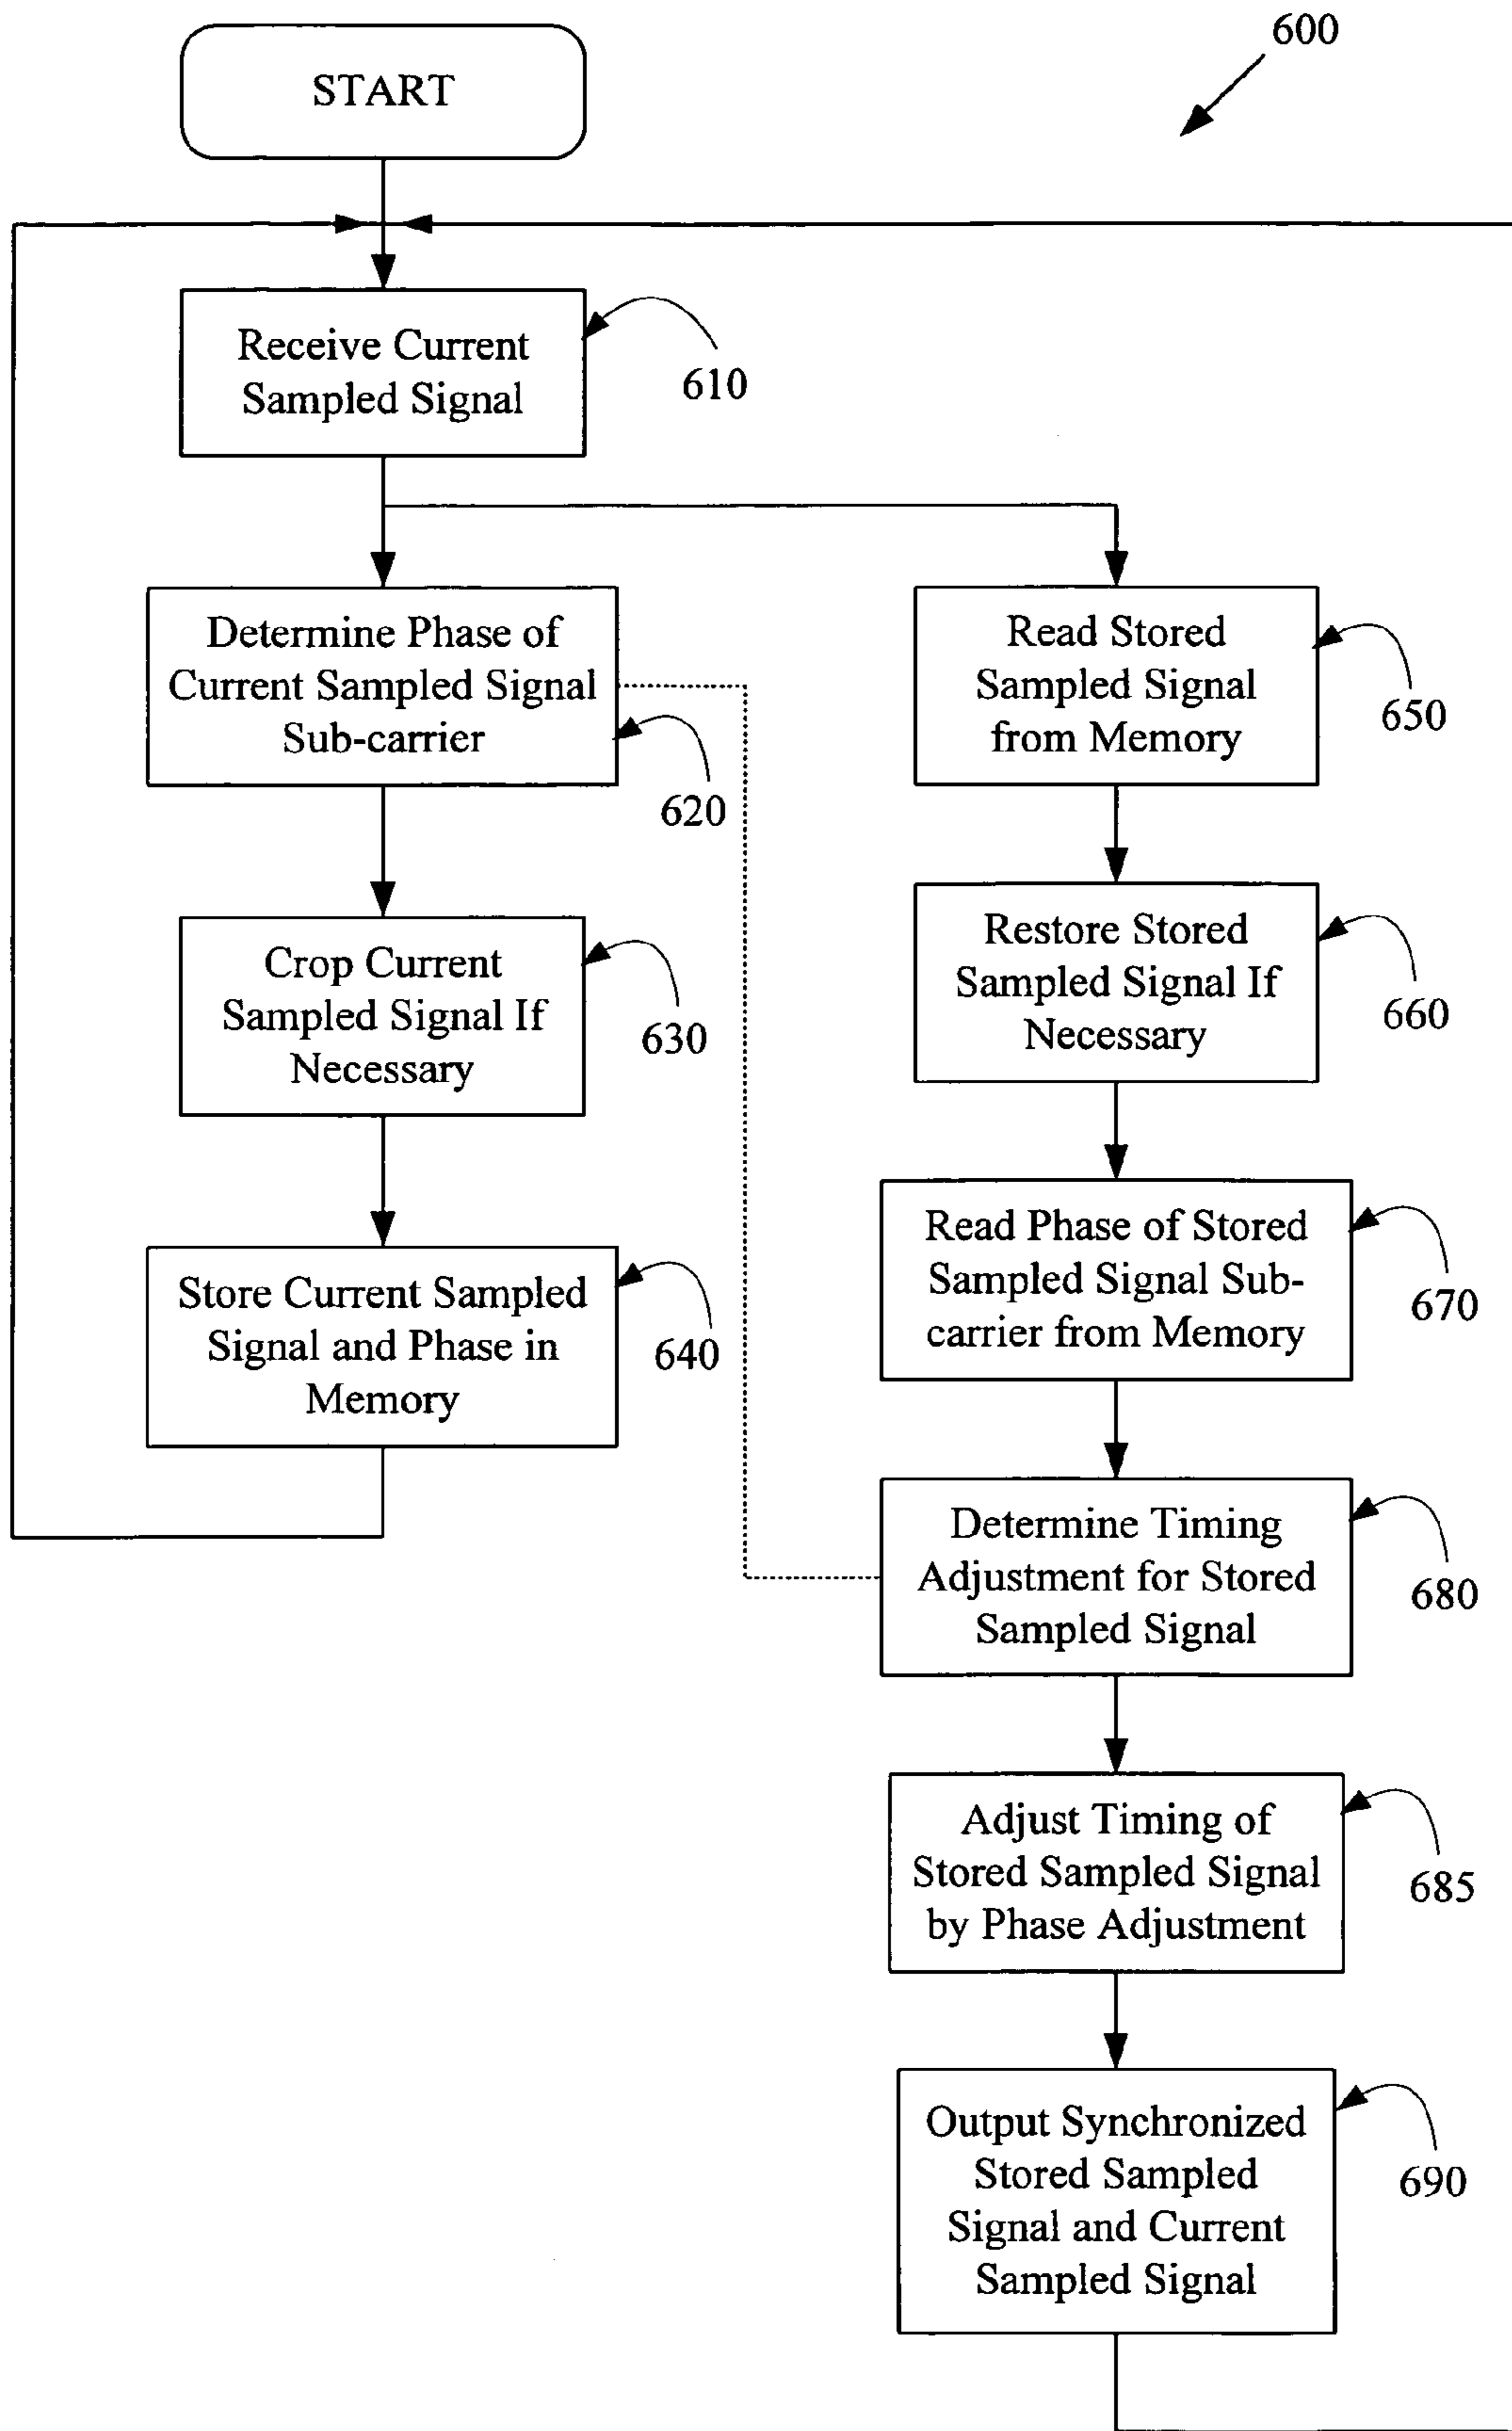 600
START
Receive Current
Sampled Signal
610
Determine Phase of
Current Sampled Signal
Sub-carrier
620
Crop Current
Sampled Signal If
Necessary
630
Store Current Sampled
Signal and Phase in
Memory
640
Read Stored
Sampled Signal
from Memory
650
Restore Stored
Sampled Signal If
Necessary
660
Read Phase of Stored
Sampled Signal Sub-
carrier from Memory
670
Determine Timing
Adjustment for Stored
Sampled Signal
680
Adjust Timing of
Stored Sampled Signal
by Phase Adjustment
685
Output Synchronized
Stored Sampled
Signal and Current
Sampled Signal
690